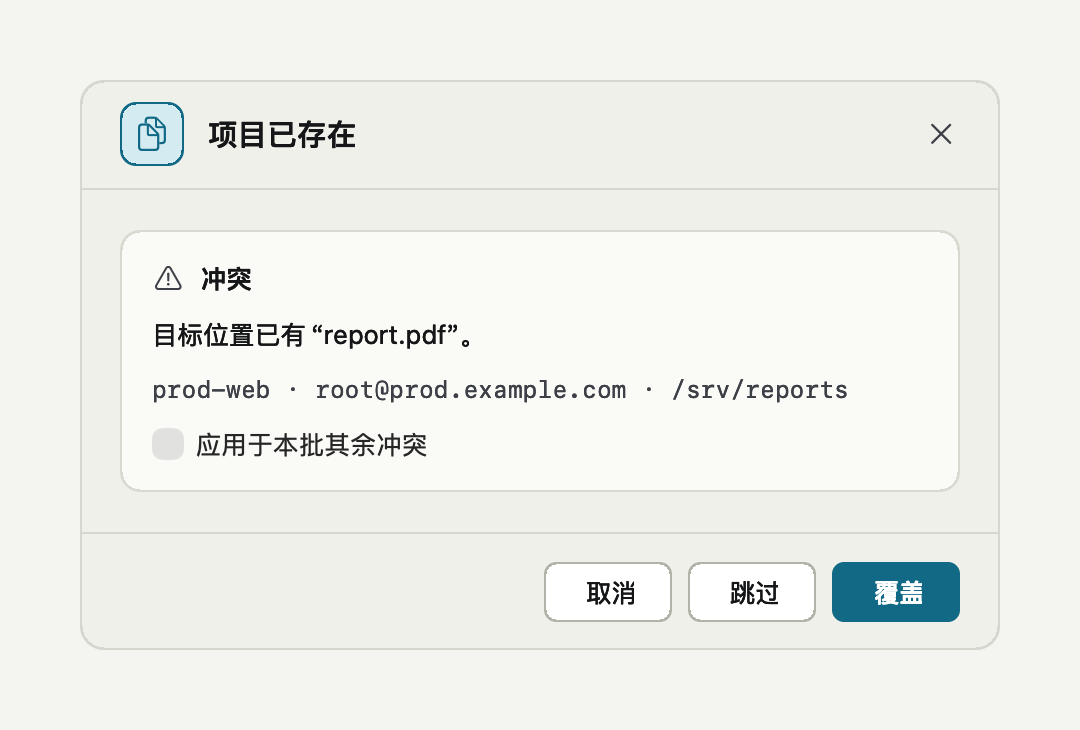 项目已存在
冲突
目标位置已有 “report.pdf”。
prod-web · root@prod.example.com · /srv/reports
应用于本批其余冲突
取消
跳过
覆盖